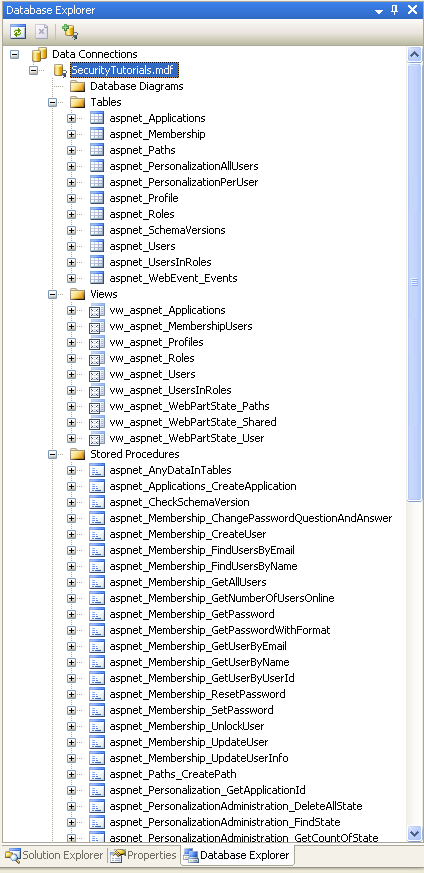 Database Explorer
Data Connections
SecurityTutorials.mdf
Database Diagrams
Tables
aspnet_Applications
aspnet_Membership
aspnet_Paths
aspnet_PersonalizationAllUsers
aspnet_PersonalizationPerUser
aspnet_Profile
aspnet_Roles
aspnet_SchemaVersions
aspnet_Users
aspnet_UsersInRoles
aspnet_WebEvent_Events
Views
vw_aspnet_Applications
vw_aspnet_MembershipUsers
vw_aspnet_Profiles
vw_aspnet_Roles
vw_aspnet_Users
vw_aspnet_UsersInRoles
vw_aspnet_WebPartState_Paths
vw_aspnet_WebPartState_Shared
vw_aspnet_WebPartState_User
Stored Procedures
aspnet_AnyDataInTables
aspnet_Applications_CreateApplication
aspnet_CheckSchemaVersion
aspnet_Membership_ChangePasswordQuestionAndAnswer
aspnet_Membership_CreateUser
aspnet_Membership_FindUsersByEmail
aspnet_Membership_FindUsersByName
aspnet_Membership_GetAllUsers
aspnet_Membership_GetNumberOfUsersOnline
aspnet_Membership_GetPassword
aspnet_Membership_GetPasswordWithFormat
aspnet_Membership_GetUserByEmail
aspnet_Membership_GetUserByName
aspnet_Membership_GetUserByUserId
aspnet_Membership_ResetPassword
aspnet_Membership_SetPassword
aspnet_Membership_UnlockUser
aspnet_Membership_UpdateUser
aspnet_Membership_UpdateUserInfo
aspnet_Paths_CreatePath
aspnet_Personalization_GetApplicationId
aspnet_PersonalizationAdministration_DeleteAllState
aspnet_PersonalizationAdministration_FindState
aspnet_PersonalizationAdministration_GetCountOfState
Solution Explorer Properties Database Explorer